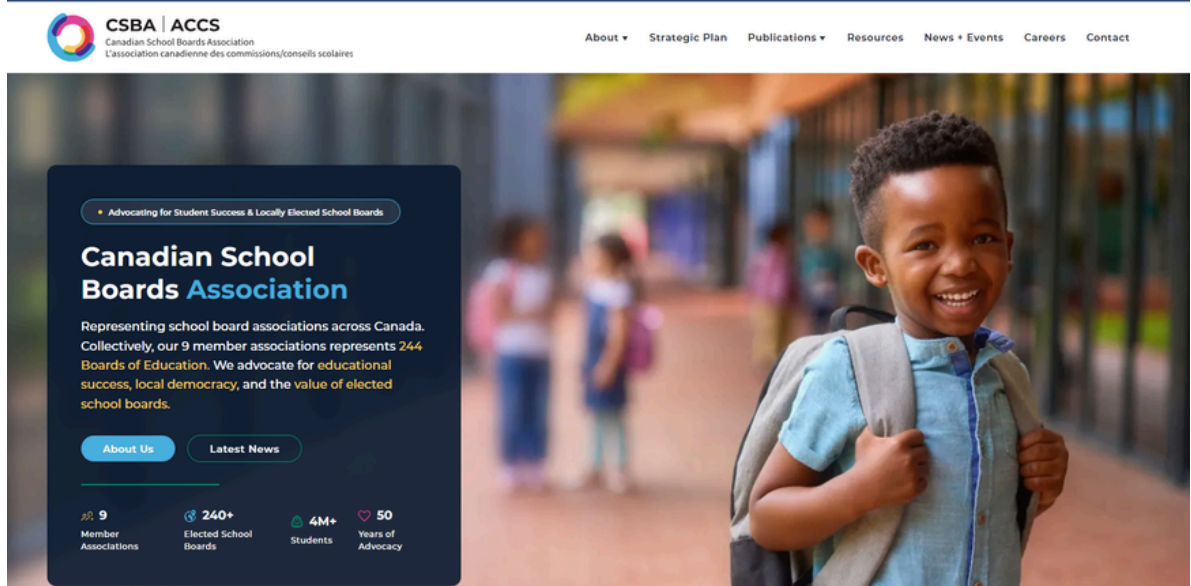 CSBA | ACCS
Canadian School Boards Association
L'association canadienne des commissions/conseils scolaires
About ▾ Strategic Plan Publications ▾ Resources News + Events Careers Contact
• Advocating for Student Success & Locally Elected School Boards
Canadian School
Boards Association
Representing school board associations across Canada.
Collectively, our 9 member associations represents 244
Boards of Education. We advocate for educational
success, local democracy, and the value of elected
school boards.
About Us Latest News
9 240+ 4M+ 50
Member Elected School Students Years of
Associations Boards Advocacy